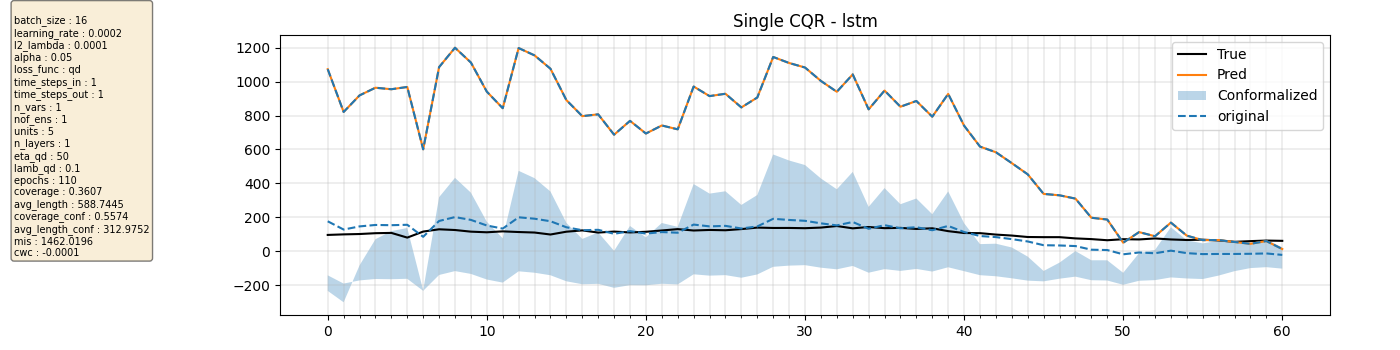 batch_size : 16
learning_rate : 0.0002
l2_lambda : 0.0001
alpha : 0.05
loss_func : qd
time_steps_in : 1
time_steps_out : 1
n_vars : 1
nof_ens : 1
units : 5
n_layers : 1
eta_qd : 50
lamb_qd : 0.1
epochs : 110
coverage : 0.3607
avg_length : 588.7445
coverage_conf : 0.5574
avg_length_conf : 312.9752
mis : 1462.0196
cwc : -0.0001
Single CQR - lstm
1200
1000
800
600
400
200
0
−200
0 10 20 30 40 50 60
True
Pred
Conformalized
original